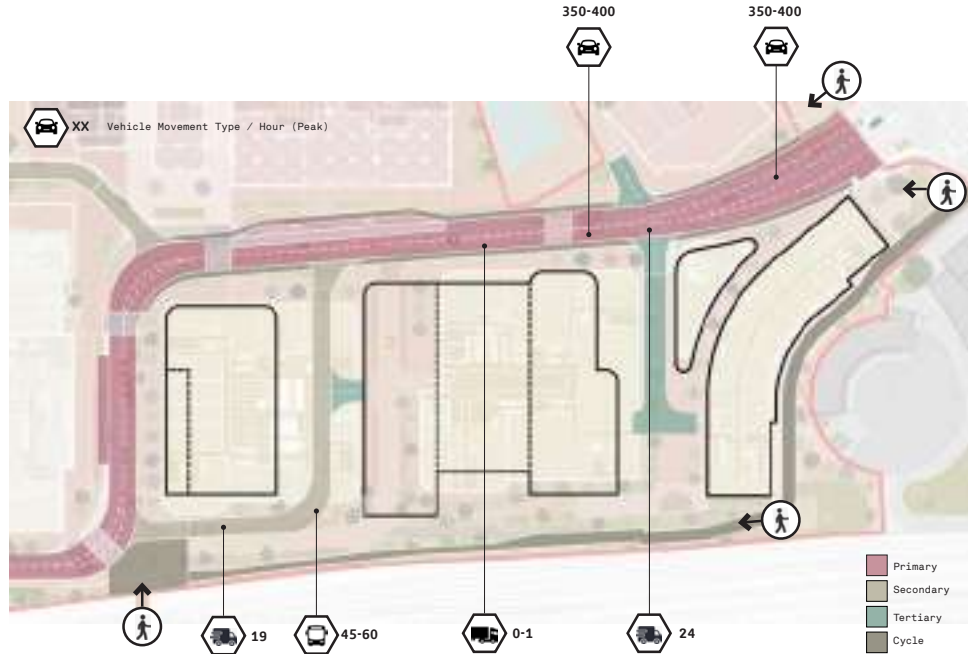 350-400
350-400
XX Vehicle Movement Type / Hour (Peak)
Primary
Secondary
Tertiary
Cycle
19
45-60
0-1
24